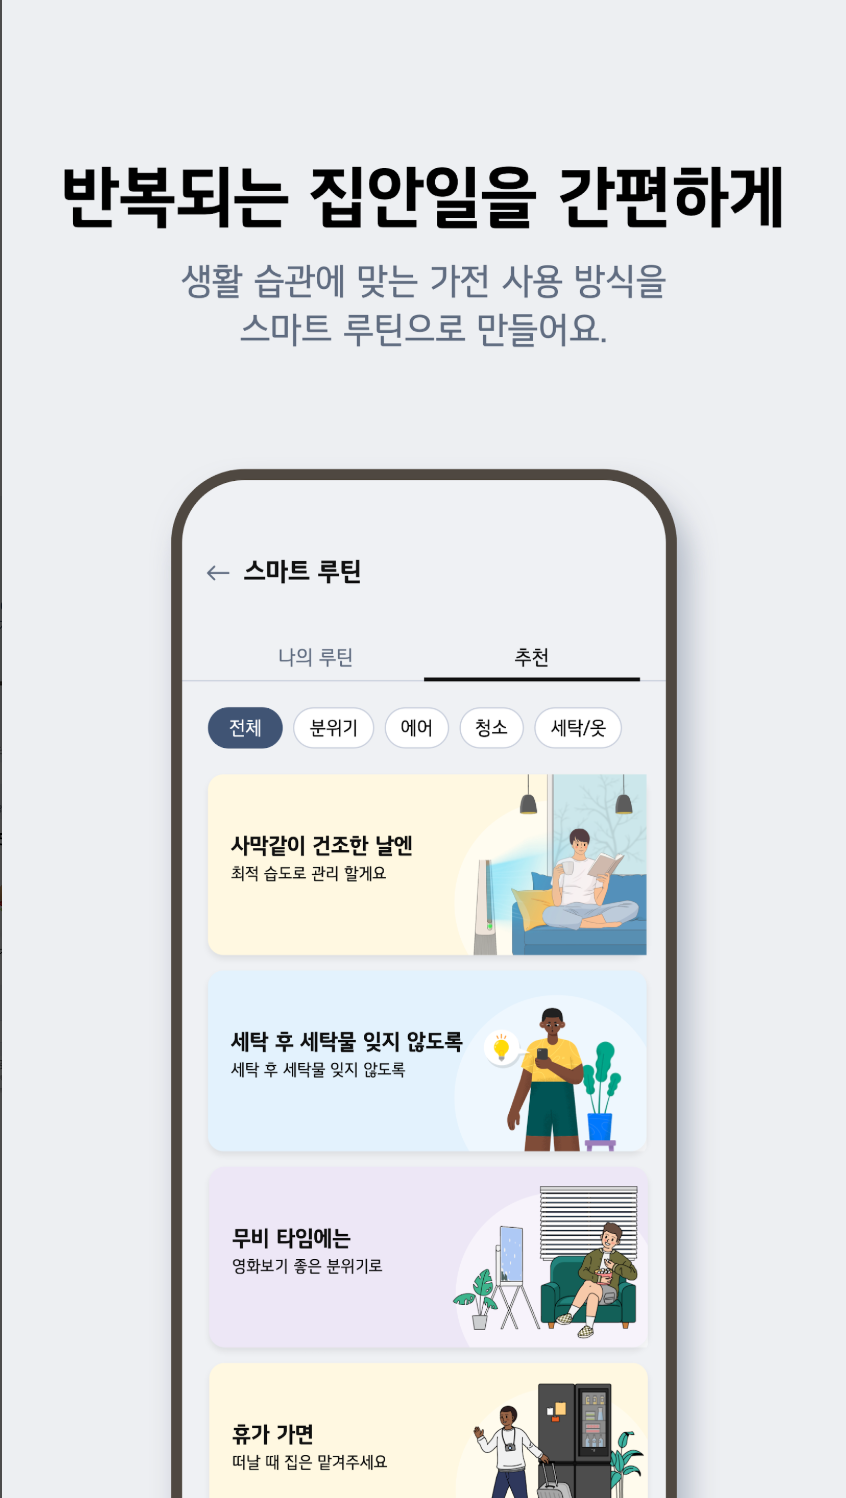 반복되는 집안일을 간편하게
생활 습관에 맞는 가전 사용 방식을
스마트 루틴으로 만들어요.
스마트 루틴
나의 루틴 추천
전체 분위기 에어 청소 세탁/옷
사막같이 건조한 날엔
최적 습도로 관리 할게요
세탁 후 세탁물 잊지 않도록
세탁 후 세탁물 잊지 않도록
무비 타임에는
영화보기 좋은 분위기로
휴가 가면
떠날 때 집은 맡겨주세요